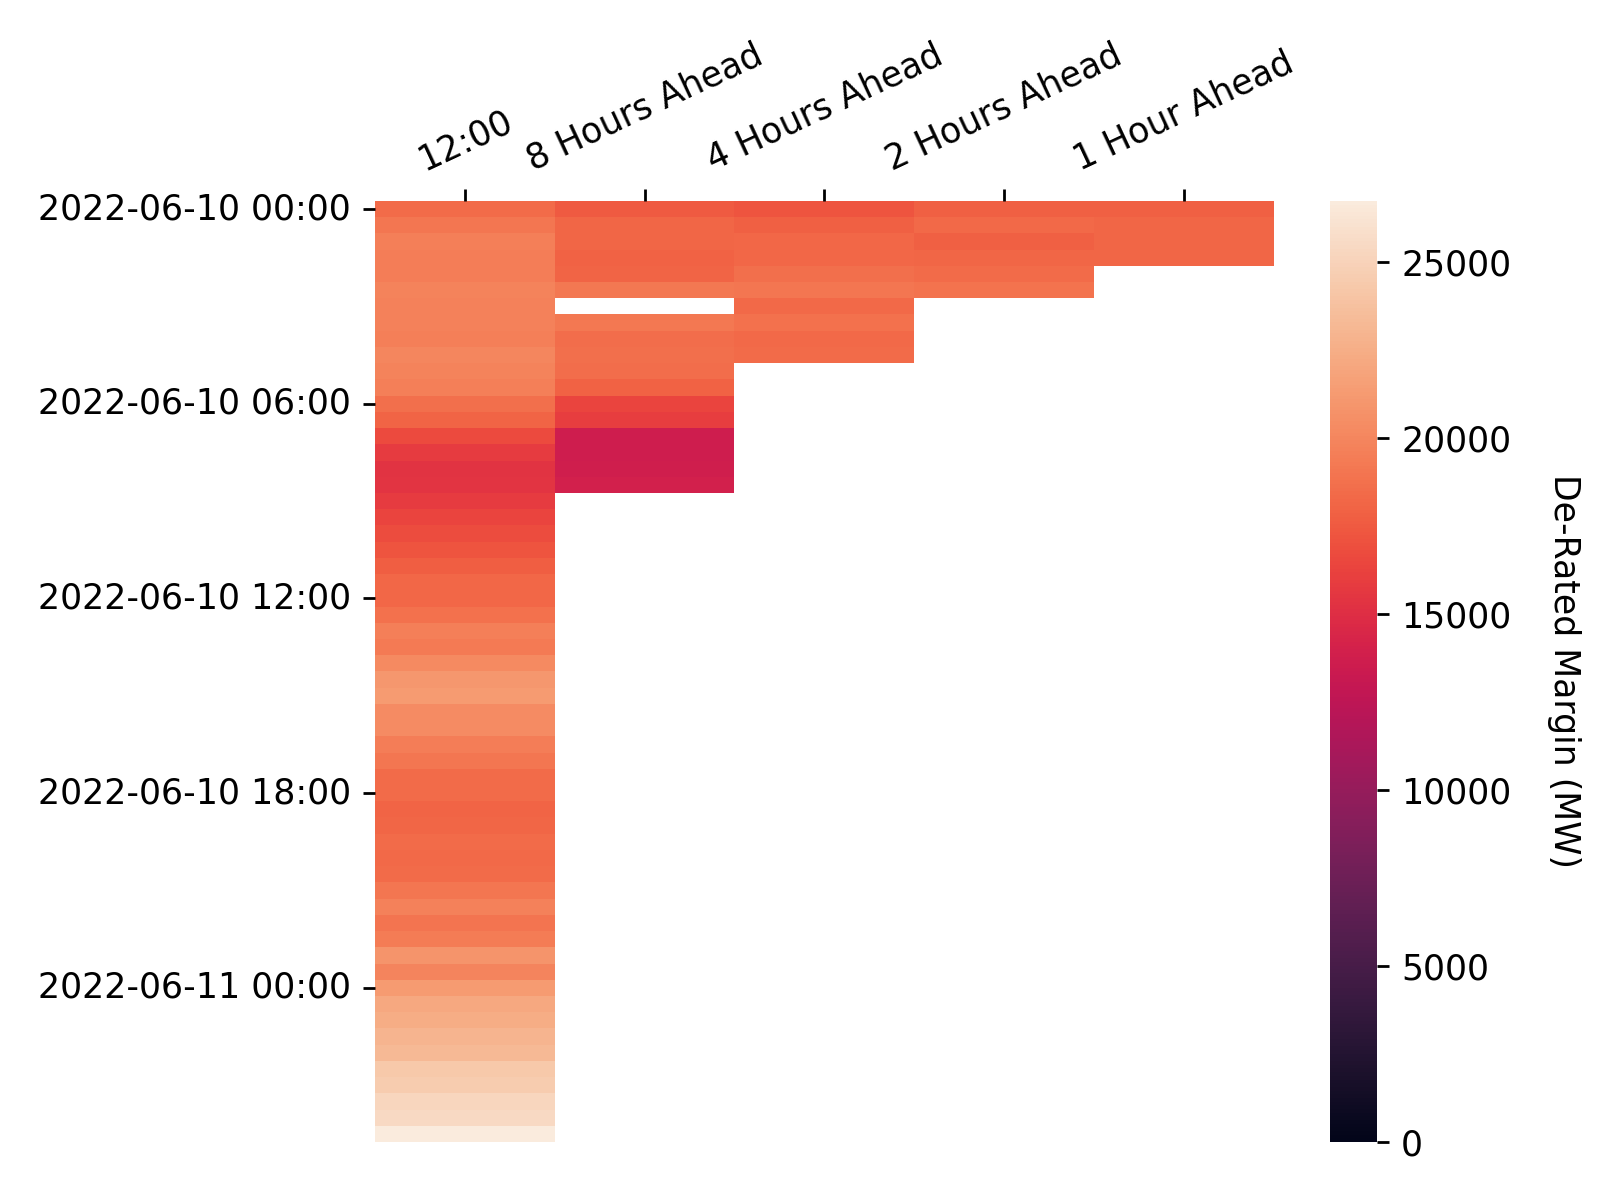 12:00
8 Hours Ahead
4 Hours Ahead
2 Hours Ahead
1 Hour Ahead
2022-06-10 00:00
2022-06-10 06:00
2022-06-10 12:00
2022-06-10 18:00
2022-06-11 00:00
25000
20000
15000
10000
5000
0
De-Rated Margin (MW)